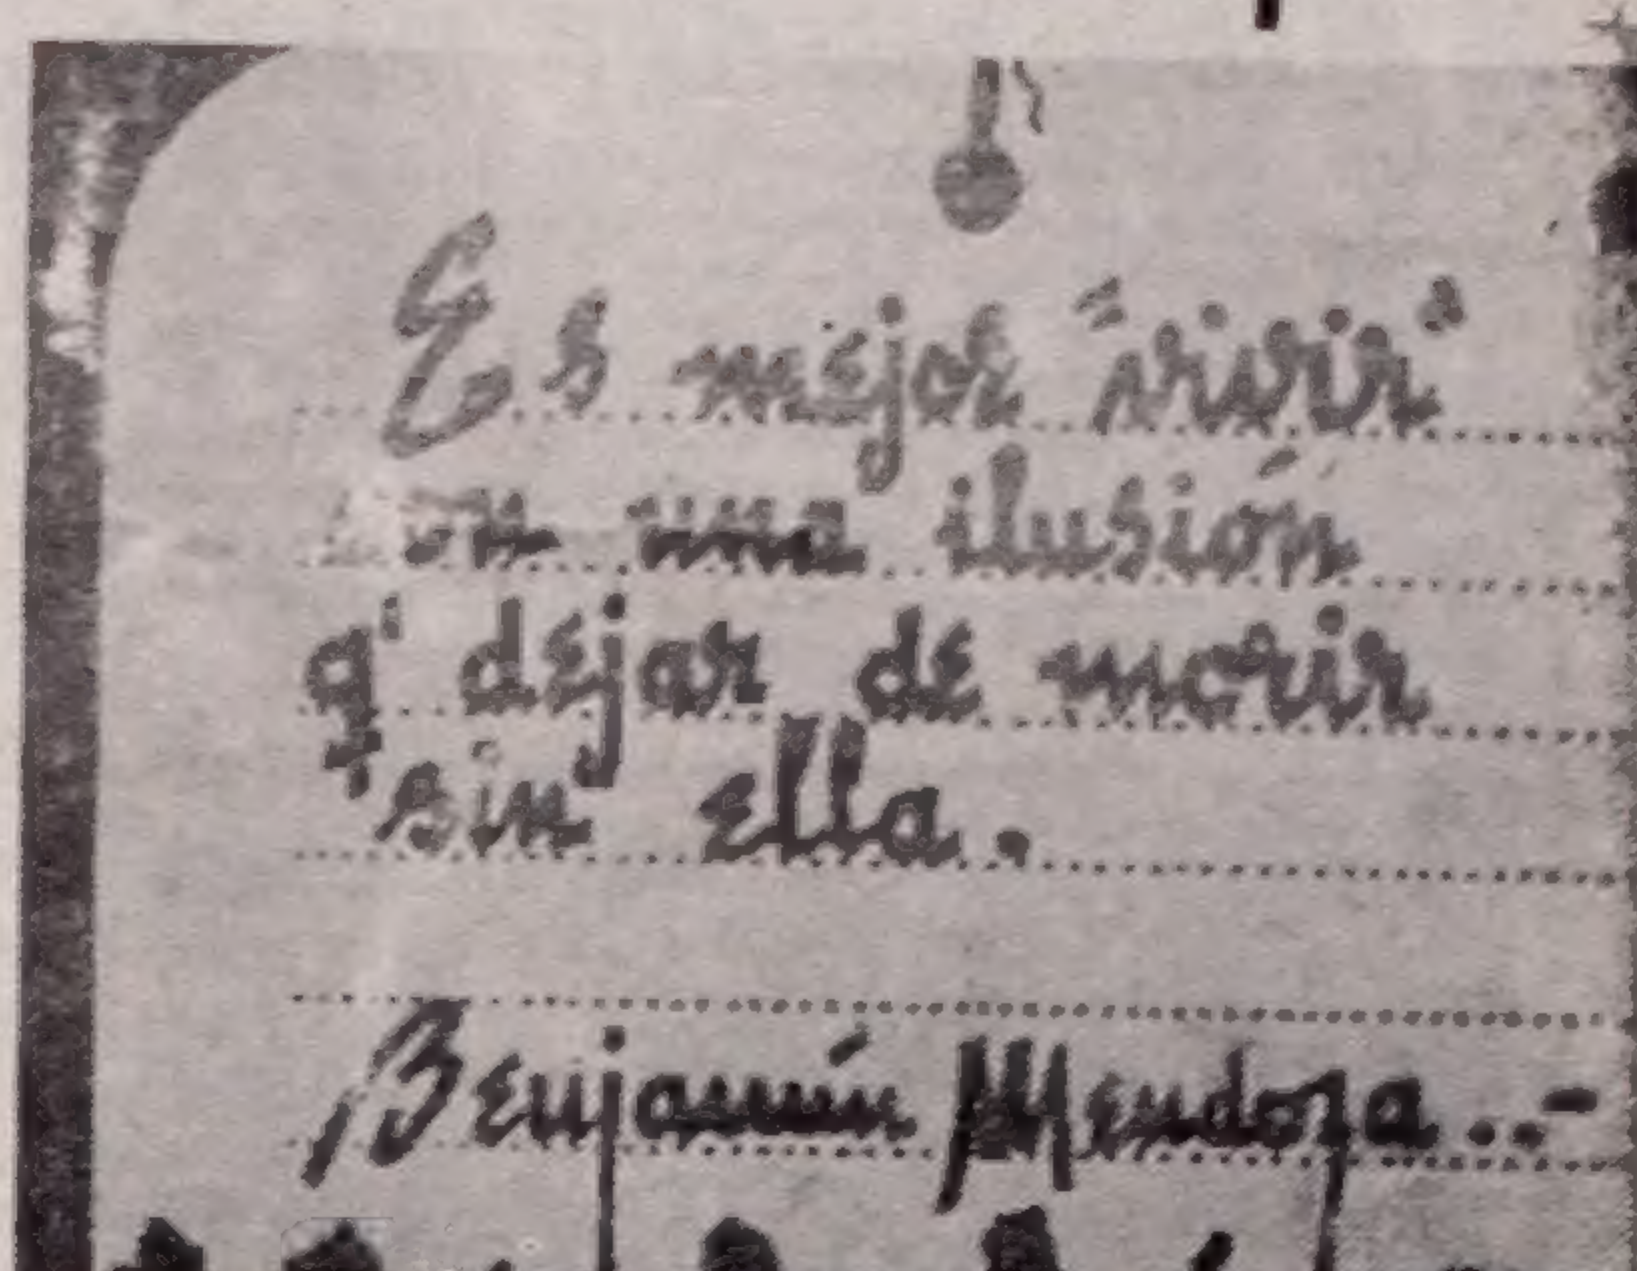 Es mejor "vivir"
con una ilusión
q' dejar de morir
sin ella.
Benjamín Mendoza..-